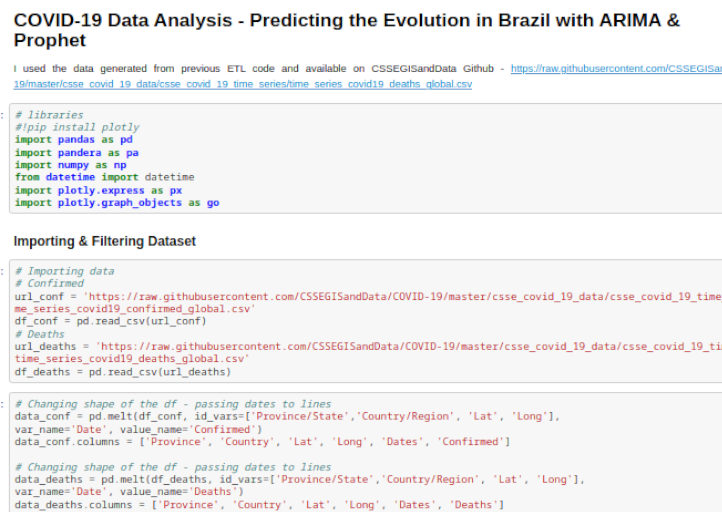 COVID-19 Data Analysis - Predicting the Evolution in Brazil with ARIMA &
Prophet
I used the data generated from previous ETL code and available on CSSEGISandData Github - https://raw.githubusercontent.com/CSSEGISar
19/master/csse_covid_19_data/csse_covid_19_time_series/time_series_covid19_deaths_global.csv
# libraries
#!pip install plotly
import pandas as pd
import pandera as pa
import numpy as np
from datetime import datetime
import plotly.express as px
import plotly.graph_objects as go
Importing & Filtering Dataset
# Importing data
# Confirmed
url_conf = 'https://raw.githubusercontent.com/CSSEGISandData/COVID-19/master/csse_covid_19_data/csse_covid_19_time
me_series_covid19_confirmed_global.csv'
df_conf = pd.read_csv(url_conf)
# Deaths
url_deaths = 'https://raw.githubusercontent.com/CSSEGISandData/COVID-19/master/csse_covid_19_data/csse_covid_19_ti
time_series_covid19_deaths_global.csv'
df_deaths = pd.read_csv(url_deaths)
# Changing shape of the df - passing dates to lines
data_conf = pd.melt(df_conf, id_vars=['Province/State','Country/Region', 'Lat', 'Long'],
var_name='Date', value_name='Confirmed')
data_conf.columns = ['Province', 'Country', 'Lat', 'Long', 'Dates', 'Confirmed']
# Changing shape of the df - passing dates to lines
data_deaths = pd.melt(df_deaths, id_vars=['Province/State','Country/Region', 'Lat', 'Long'],
var_name='Date', value_name='Deaths')
data_deaths.columns = ['Province', 'Country', 'Lat', 'Long', 'Dates', 'Deaths']